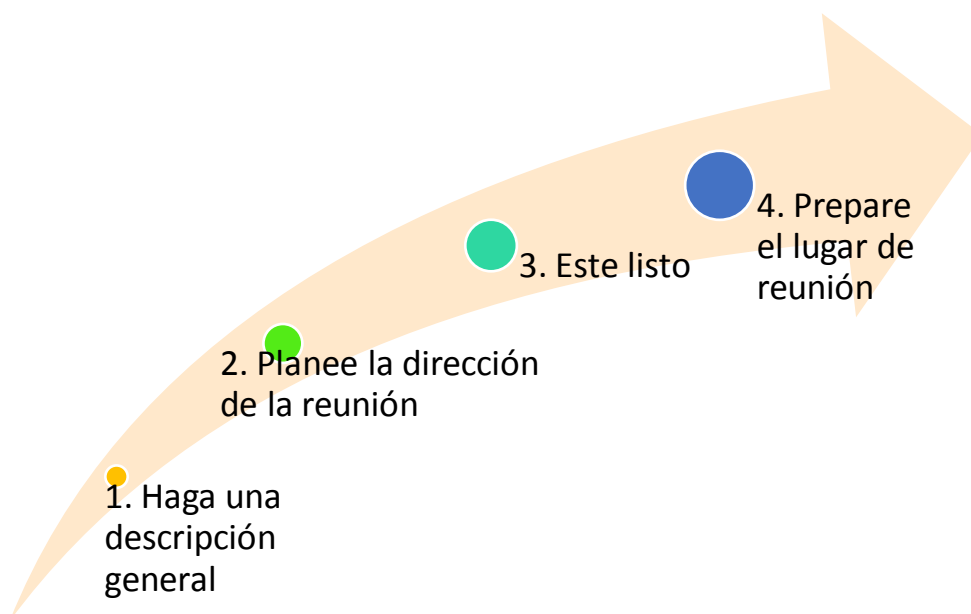 1. Haga una
descripción
general
2. Planee la dirección
de la reunión
3. Este listo
4. Prepare
el lugar de
reunión